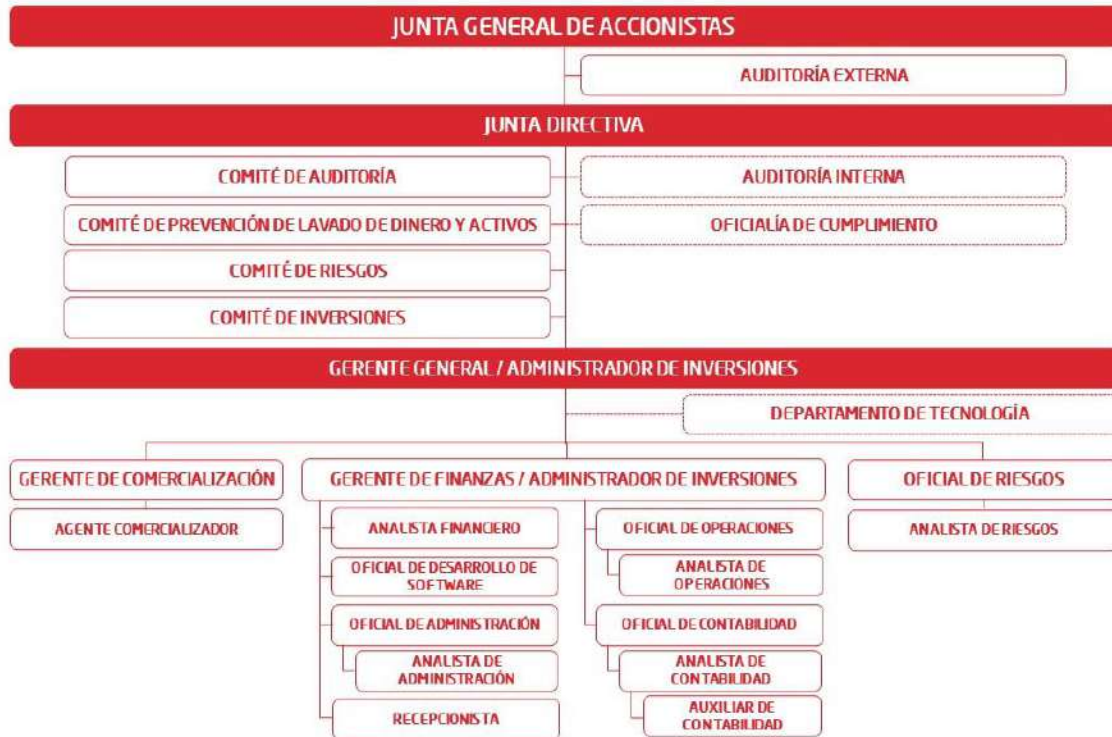 JUNTA GENERAL DE ACCIONISTAS
AUDITORÍA EXTERNA
JUNTA DIRECTIVA
COMITÉ DE AUDITORÍA
AUDITORÍA INTERNA
COMITÉ DE PREVENCIÓN DE LAVADO DE DINERO Y ACTIVOS
OFICIALÍA DE CUMPLIMIENTO
COMITÉ DE RIESGOS
COMITÉ DE INVERSIONES
GERENTE GENERAL / ADMINISTRADOR DE INVERSIONES
DEPARTAMENTO DE TECNOLOGÍA
GERENTE DE COMERCIALIZACIÓN
AGENTE COMERCIALIZADOR
GERENTE DE FINANZAS / ADMINISTRADOR DE INVERSIONES
ANALISTA FINANCIERO
OFICIAL DE DESARROLLO DE
SOFTWARE
OFICIAL DE ADMINISTRACIÓN
ANALISTA DE
ADMINISTRACIÓN
RECEPCIONISTA
OFICIAL DE OPERACIONES
ANALISTA DE
OPERACIONES
OFICIAL DE CONTABILIDAD
ANALISTA DE
CONTABILIDAD
AUXILIAR DE
CONTABILIDAD
OFICIAL DE RIESGOS
ANALISTA DE RIESGOS